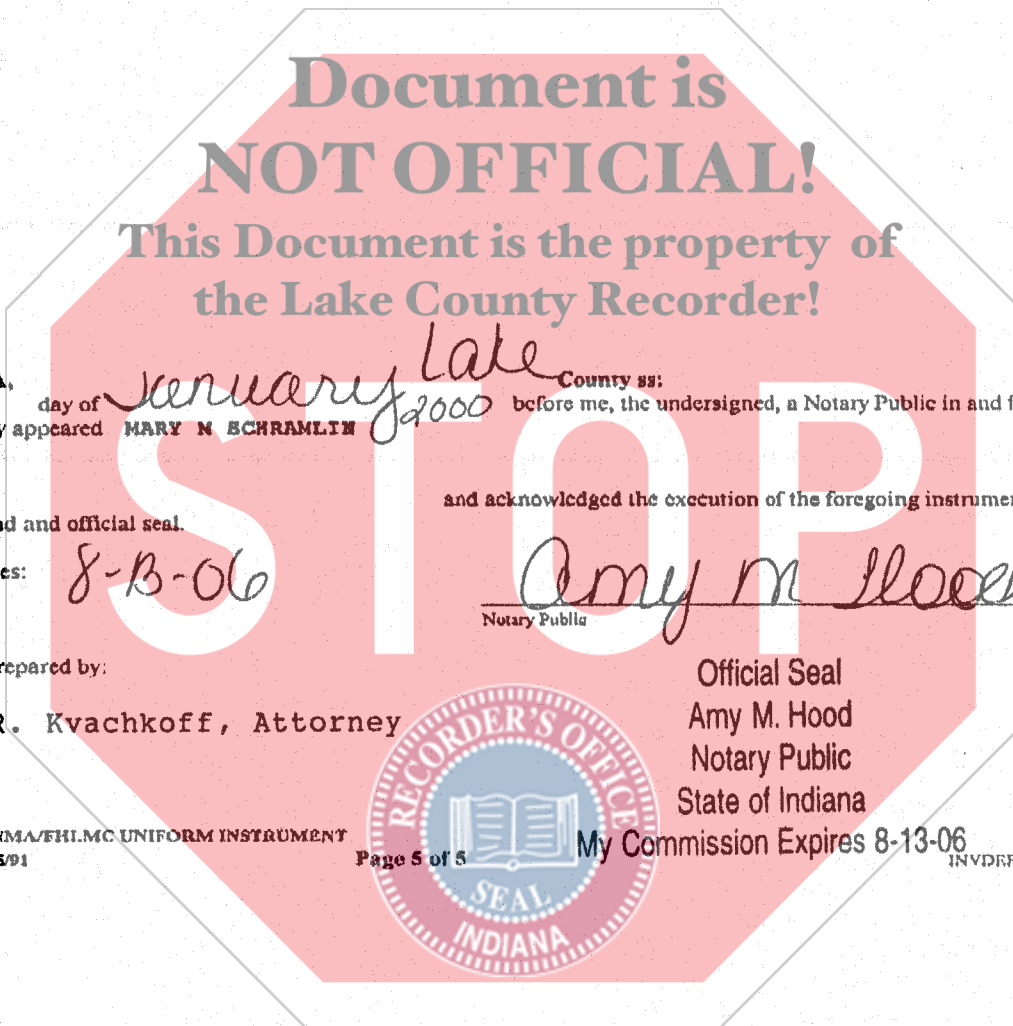 Document is
NOT OFFICIAL!
This Document is the property of
the Lake County Recorder!
Lake County ss:
day of January 2000 before me, the undersigned, a Notary Public in and f
y appeared MARY N SCHRAMLIN
STOP
and acknowledged the execution of the foregoing instrumen
nd and official seal.
es: 8-13-06
Amy M Hood
Notary Public
repared by:
Official Seal
R. Kvachkoff, Attorney
Amy M. Hood
Notary Public
State of Indiana
My Commission Expires 8-13-06
RECORDER'S OFFICE
SEAL
INDIANA
MA/FHLMC UNIFORM INSTRUMENT
/91
Page 5 of 5
INVDEF